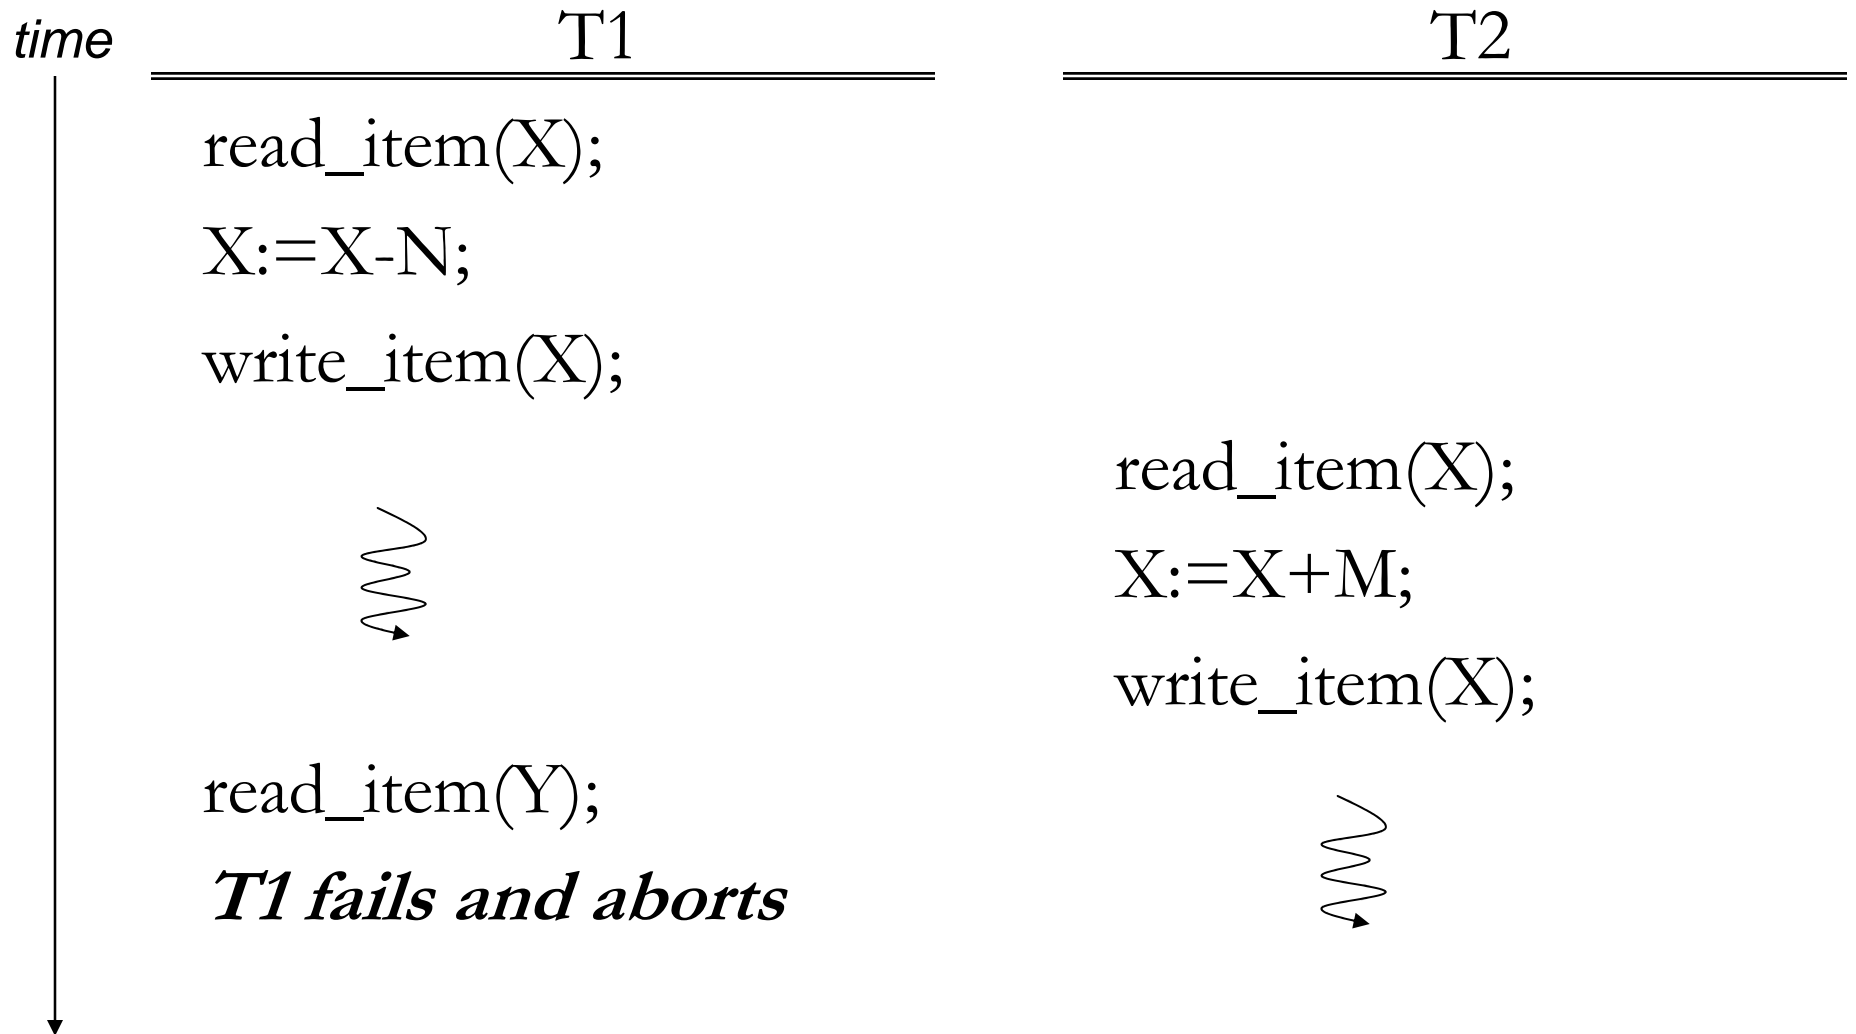 time T1 T2
read_item(X);
X:=X-N;
write_item(X);
read_item(X);
X:=X+M;
write_item(X);
read_item(Y);
T1 fails and aborts